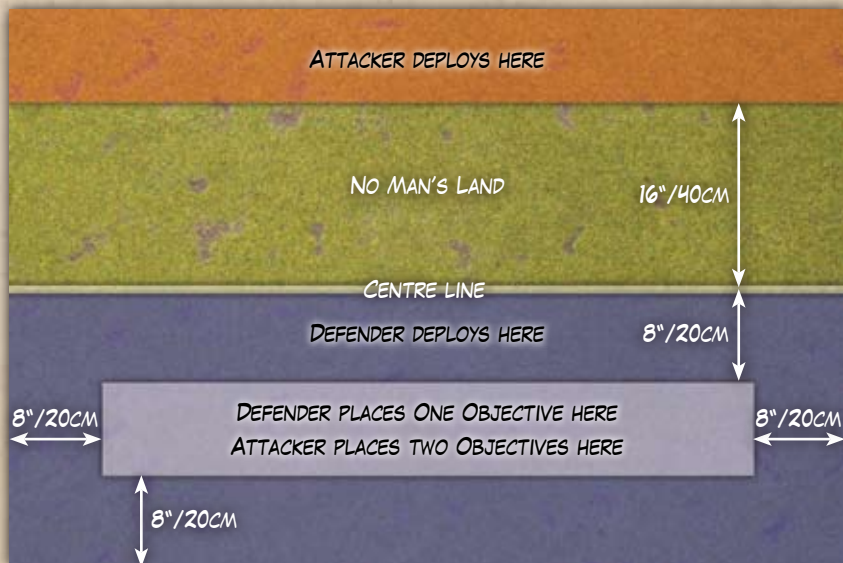 Attacker deploys here
No Man's Land
16"/40cm
Centre line
Defender deploys here
8"/20cm
8"/20cm
Defender places One Objective here
Attacker places two Objectives here
8"/20cm
8"/20cm